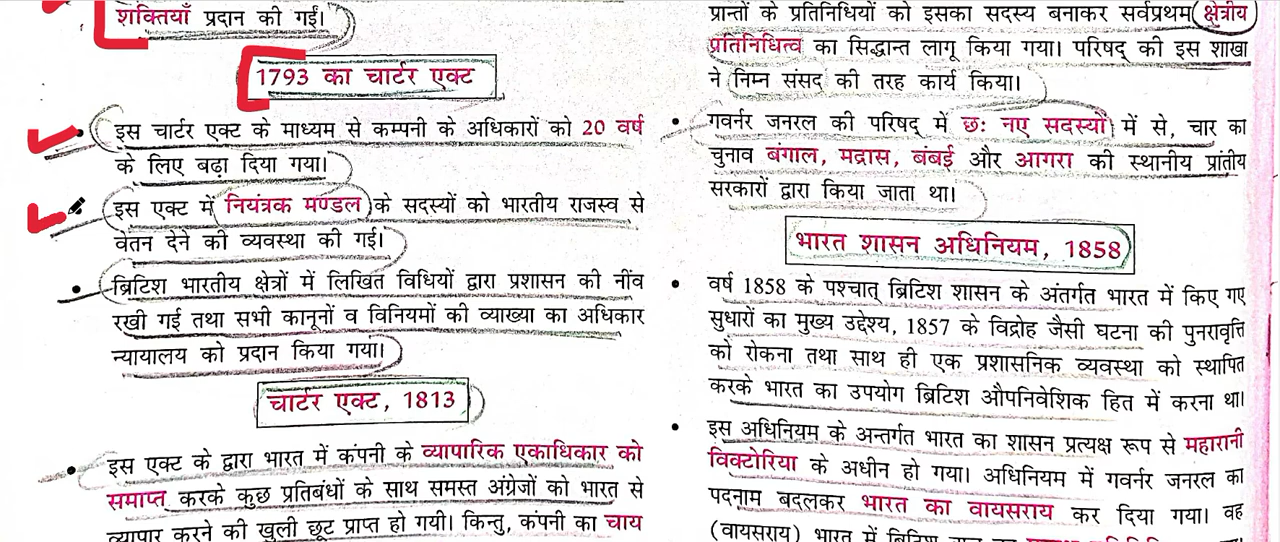 शक्तियाँ प्रदान की गईं।
1793 का चार्टर एक्ट
• इस चार्टर एक्ट के माध्यम से कम्पनी के अधिकारों को 20 वर्ष
के लिए बढ़ा दिया गया।
इस एक्ट में नियंत्रक मण्डल के सदस्यों को भारतीय राजस्व से
वेतन देने की व्यवस्था की गई।
• ब्रिटिश भारतीय क्षेत्रों में लिखित विधियों द्वारा प्रशासन की नींव
रखी गई तथा सभी कानूनों व विनियमों की व्याख्या का अधिकार
न्यायालय को प्रदान किया गया।
चार्टर एक्ट, 1813
• इस एक्ट के द्वारा भारत में कंपनी के व्यापारिक एकाधिकार को
समाप्त करके कुछ प्रतिबंधों के साथ समस्त अंग्रेजों को भारत से
व्यापार करने की खुली छूट प्राप्त हो गयी। किन्तु, कंपनी का चाय
प्रान्तों के प्रतिनिधियों को इसका सदस्य बनाकर सर्वप्रथम क्षेत्रीय
प्रतिनिधित्व का सिद्धान्त लागू किया गया। परिषद् की इस शाखा
ने निम्न संसद की तरह कार्य किया।
• गवर्नर जनरल की परिषद् में छः नए सदस्यों में से, चार का
चुनाव बंगाल, मद्रास, बंबई और आगरा की स्थानीय प्रांतीय
सरकारों द्वारा किया जाता था।
भारत शासन अधिनियम, 1858
• वर्ष 1858 के पश्चात् ब्रिटिश शासन के अंतर्गत भारत में किए गए
सुधारों का मुख्य उद्देश्य, 1857 के विद्रोह जैसी घटना की पुनरावृत्ति
को रोकना तथा साथ ही एक प्रशासनिक व्यवस्था को स्थापित
करके भारत का उपयोग ब्रिटिश औपनिवेशिक हित में करना था।
• इस अधिनियम के अन्तर्गत भारत का शासन प्रत्यक्ष रूप से महारानी
विक्टोरिया के अधीन हो गया। अधिनियम में गवर्नर जनरल का
पदनाम बदलकर भारत का वायसराय कर दिया गया। वह
(वायसराय) भारत में